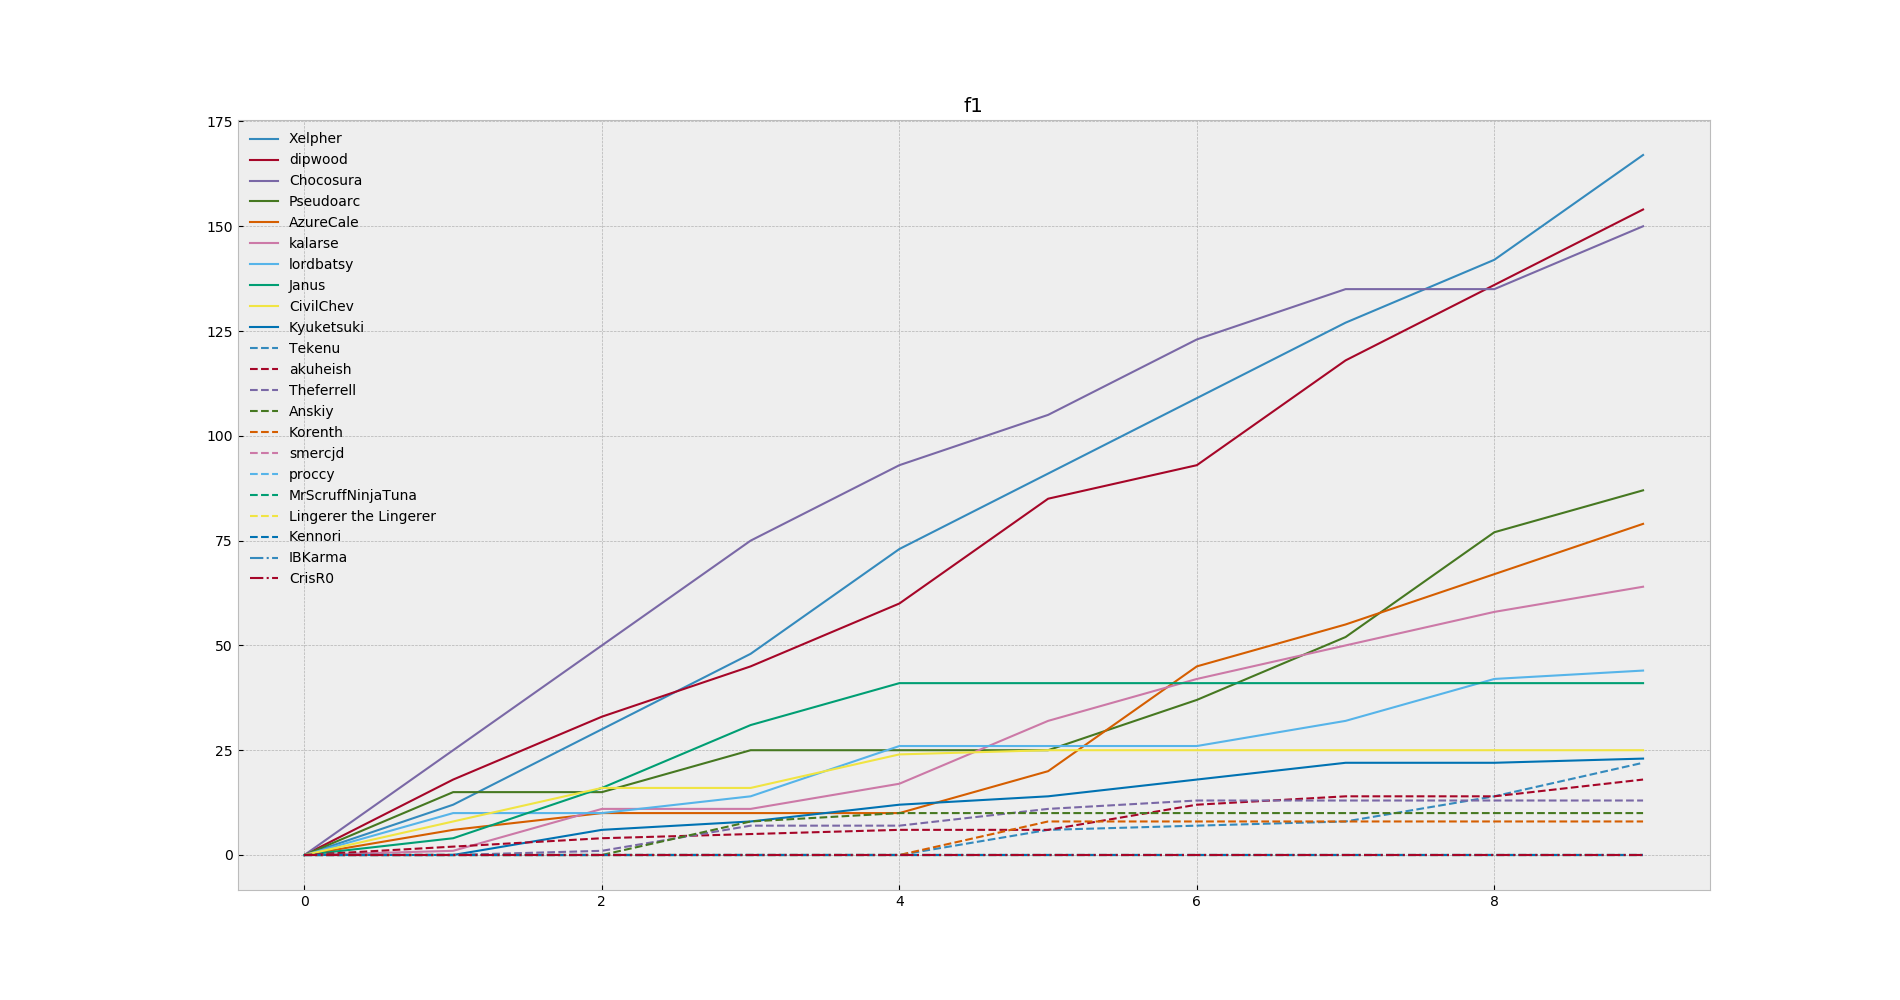 f1
175
150
125
100
75
50
25
0
Xelpher
dipwood
Chocosura
Pseudoarc
AzureCale
kalarse
lordbatsy
Janus
CivilChev
Kyuketsuki
Tekenu
akuheish
Theferrell
Anskiy
Korenth
smercjd
proccy
MrScruffNinjaTuna
Lingerer the Lingerer
Kennori
IBKarma
CrisR0
0 2 4 6 8